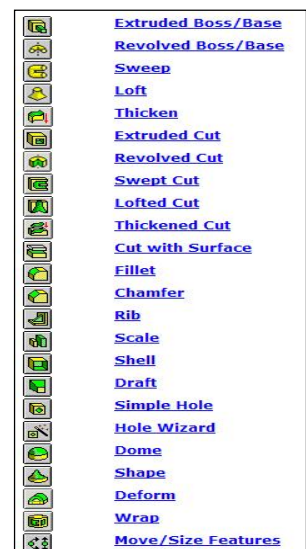 Extruded Boss/Base
Revolved Boss/Base
Sweep
Loft
Thicken
Extruded Cut
Revolved Cut
Swept Cut
Lofted Cut
Thickened Cut
Cut with Surface
Fillet
Chamfer
Rib
Scale
Shell
Draft
Simple Hole
Hole Wizard
Dome
Shape
Deform
Wrap
Move/Size Features